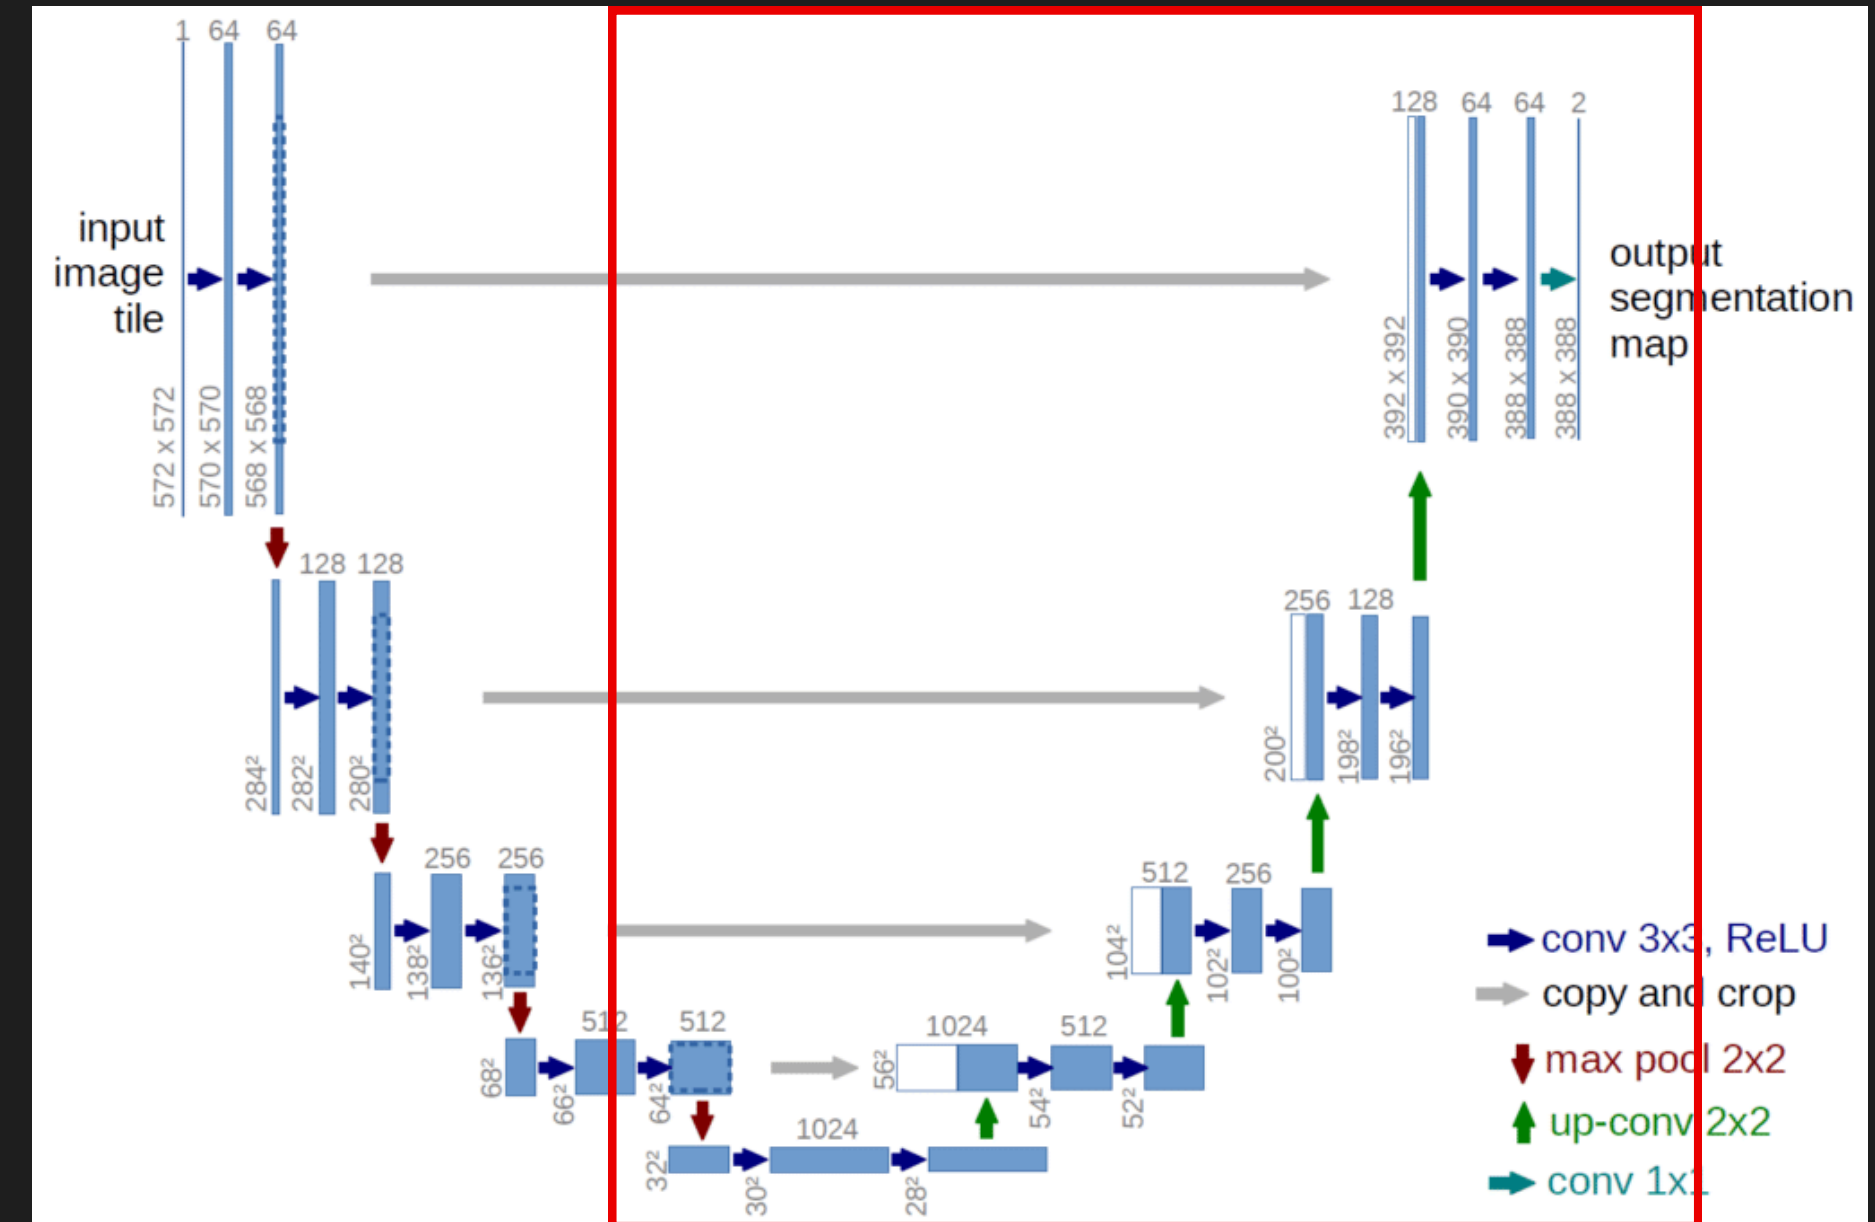 1 64 64
input
image
tile
572 x 572
570 x 570
568 x 568
128 64 64 2
output
segmentation
map
392 x 392
390 x 390
388 x 388
388 x 388
128 128
284²
282²
280²
256 128
200²
198²
196²
256 256
140²
138²
136²
512 256
104²
102²
100²
512 512
68²
66²
64²
1024 512
56²
54²
52²
1024
32²
30²
28²
conv 3x3, ReLU
copy and crop
max pool 2x2
up-conv 2x2
conv 1x1